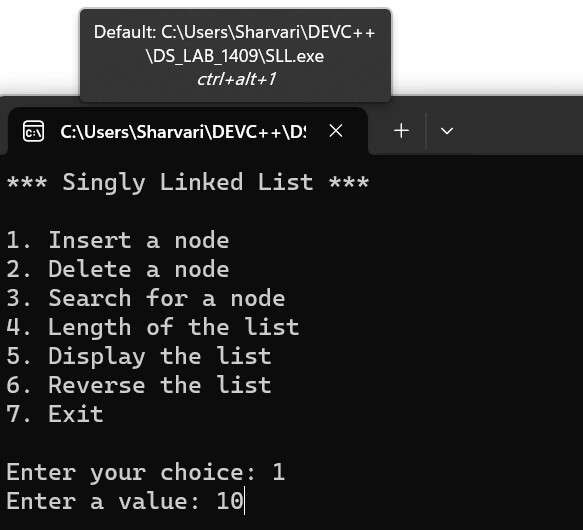 Default: C:\Users\Sharvari\DEVC++
\DS_LAB_1409\SLL.exe
ctrl+alt+1
C:\Users\Sharvari\DEVC++\DS
*** Singly Linked List ***
1. Insert a node
2. Delete a node
3. Search for a node
4. Length of the list
5. Display the list
6. Reverse the list
7. Exit
Enter your choice: 1
Enter a value: 10